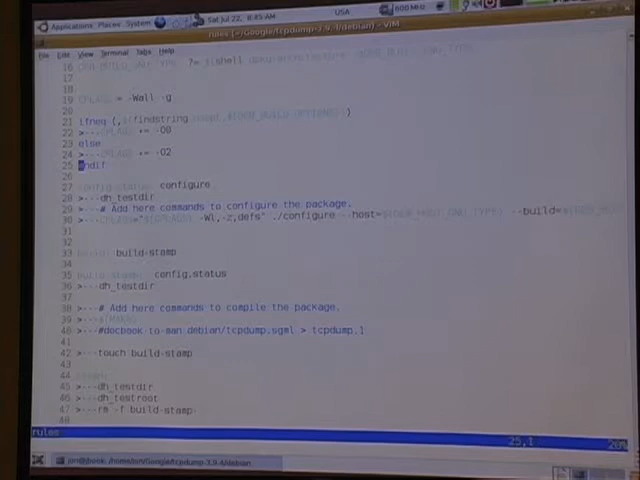 Applications Places System
USA
Sat Jul 22, 8:45 AM
800 MHz
rules (~/Google/tcpdump-3.9.4/debian) - VIM
File Edit View Terminal Tabs Help
16 ?= $(shell
17
18
19 CFLAGS = -Wall -g
20
21 ifneq (,$(findstring
22 >---CFLAGS += -O0
23 else
24 >---CFLAGS += -O2
25 endif
26
27 config.status: configure
28 >---dh_testdir
29 >---# Add here commands to configure the package.
30 >---CFLAGS="$(CFLAGS) -Wl,-z,defs" ./configure --host=$(DEB_HOST_GNU_TYPE) --build=
31
32
33 build: build-stamp
34
35 build-stamp: config.status
36 >---dh_testdir
37
38 >---# Add here commands to compile the package.
39 >---$(MAKE)
40 >---#docbook-to-man debian/tcpdump.sgml > tcpdump.1
41
42 >---touch build-stamp
43
44 clean:
45 >---dh_testdir
46 >---dh_testroot
47 >---rm -f build-stamp
48
rules 25,1 20%